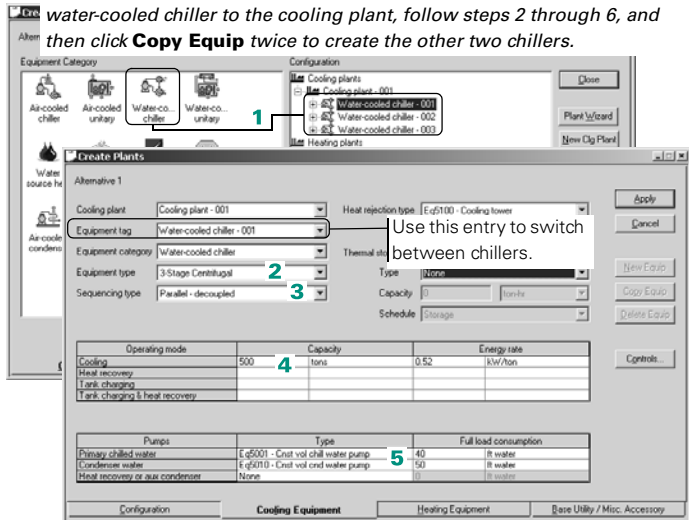 water-cooled chiller to the cooling plant, follow steps 2 through 6, and
then click Copy Equip twice to create the other two chillers.
Equipment Category
Configuration
Air-cooled chiller
Air-cooled unitary
Water-co... chiller
Water-co... unitary
1
Cooling plants
Cooling plant - 001
Water-cooled chiller - 001
Water-cooled chiller - 002
Water-cooled chiller - 003
Heating plants
Close
Plant Wizard
New Clg Plant
Water
source he
Air-coole
condens
Create Plants
Alternative 1
Cooling plant
Cooling plant - 001
Heat rejection type
Eq5100 - Cooling tower
Equipment tag
Water-cooled chiller - 001
Use this entry to switch
between chillers.
Equipment category
Water-cooled chiller
Thermal sto
Equipment type
3-Stage Centrifugal
2
Type
None
Sequencing type
Parallel - decoupled
3
Capacity
0
ton-hr
Schedule
Storage
Apply
Cancel
New Equip
Copy Equip
Delete Equip
Controls...
Operating mode Capacity Energy rate
Cooling 500 4 tons 0.52 kW/ton
Heat recovery
Tank charging
Tank charging & heat recovery
Pumps Type Full load consumption
Primary chilled water Eq5001 - Cnst vol chill water pump 40 ft water
5
Condenser water Eq5010 - Cnst vol cnd water pump 50 ft water
Heat recovery or aux condenser None 0 ft water
Configuration Cooling Equipment Heating Equipment Base Utility / Misc. Accessory